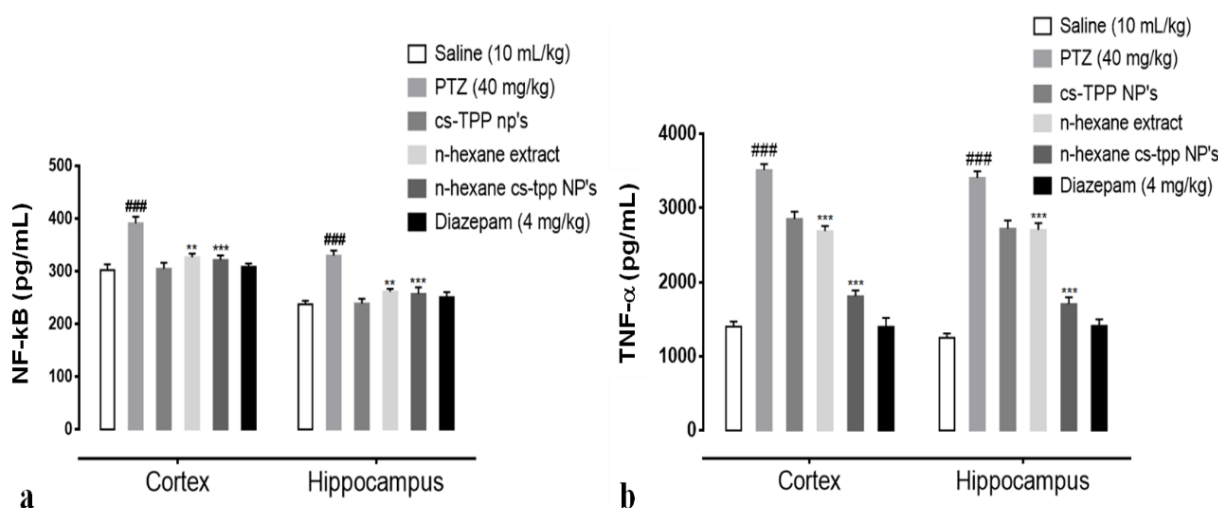 Saline (10 mL/kg)
PTZ (40 mg/kg)
cs-TPP np's
n-hexane extract
n-hexane cs-tpp NP's
Diazepam (4 mg/kg)
NF-kB (pg/mL)
500
400
300
200
100
0
###
**
***
###
**
***
Cortex
Hippocampus
a
Saline (10 mL/kg)
PTZ (40 mg/kg)
cs-TPP NP's
n-hexane extract
n-hexane cs-tpp NP's
Diazepam (4 mg/kg)
TNF-α (pg/mL)
4000
3000
2000
1000
0
###
***
***
###
***
***
Cortex
Hippocampus
b